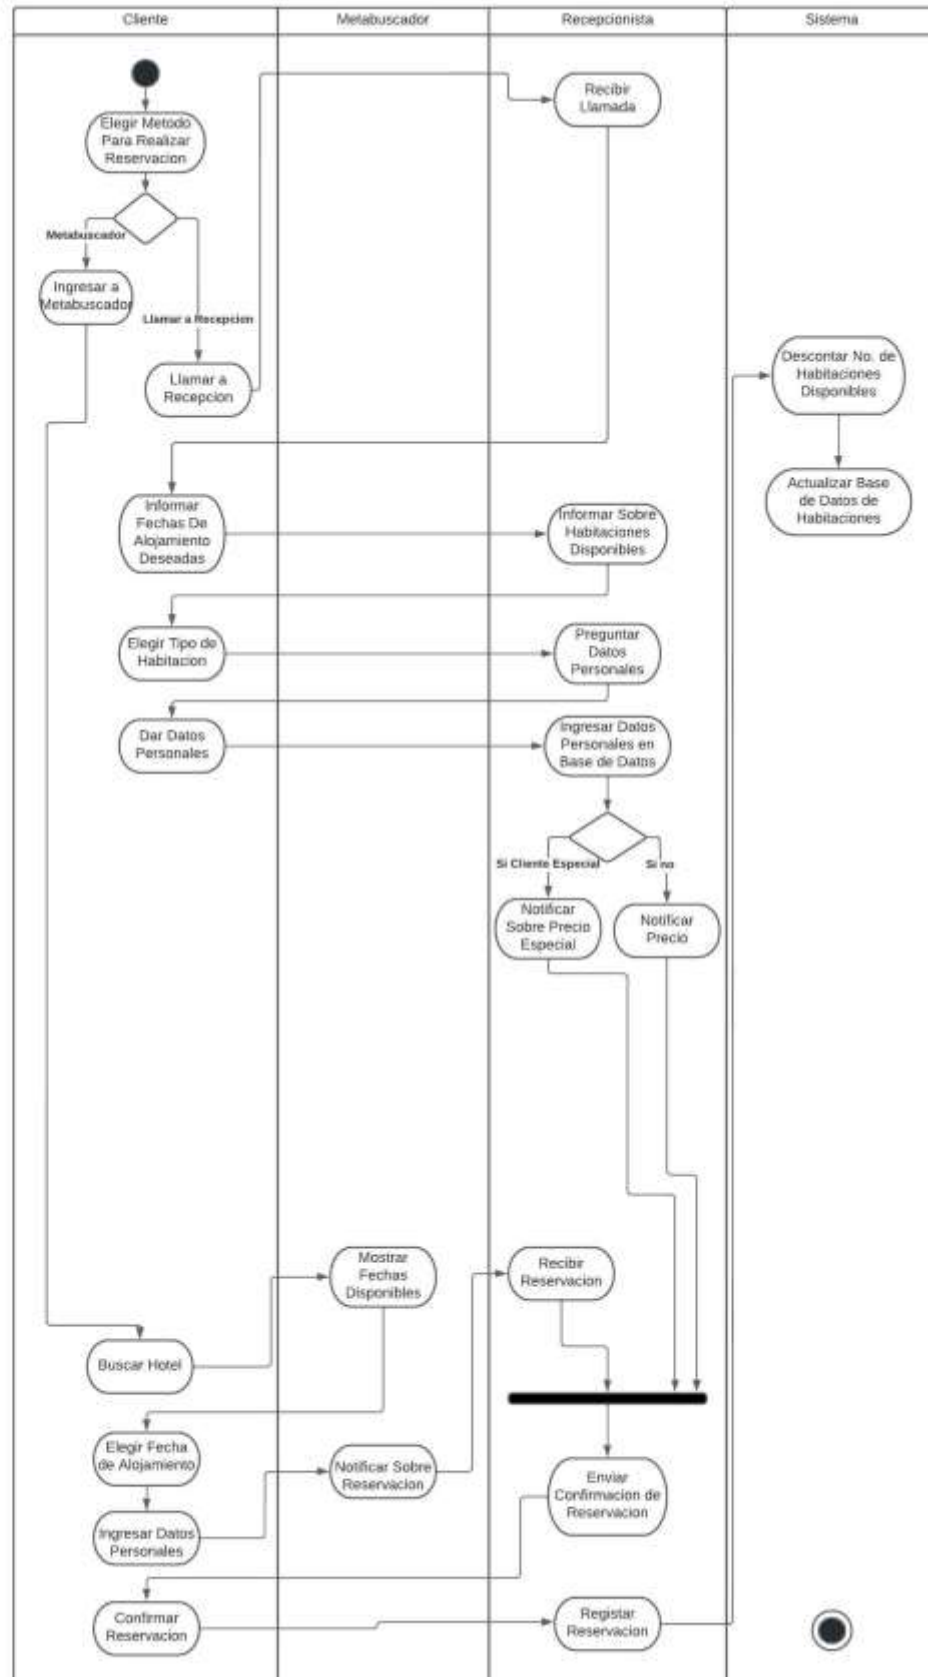 Cliente
Metabuscador
Recepcionista
Sistema
Recibir
Llamada
Elegir Metodo
Para Realizar
Reservacion
Metabuscador
Ingresar a
Metabuscador
Llamar a Recepcion
Llamar a
Recepcion
Descontar No. de
Habitaciones
Disponibles
Actualizar Base
de Datos de
Habitaciones
Informar
Fechas De
Alojamiento
Deseadas
Informar Sobre
Habitaciones
Disponibles
Elegir Tipo de
Habitacion
Preguntar
Datos
Personales
Dar Datos
Personales
Ingresar Datos
Personales en
Base de Datos
Si Cliente Especial
Si no
Notificar
Sobre Precio
Especial
Notificar
Precio
Mostrar
Fechas
Disponibles
Recibir
Reservacion
Buscar Hotel
Elegir Fecha
de Alojamiento
Notificar Sobre
Reservacion
Enviar
Confirmacion de
Reservacion
Ingresar Datos
Personales
Confirmar
Reservacion
Registar
Reservacion